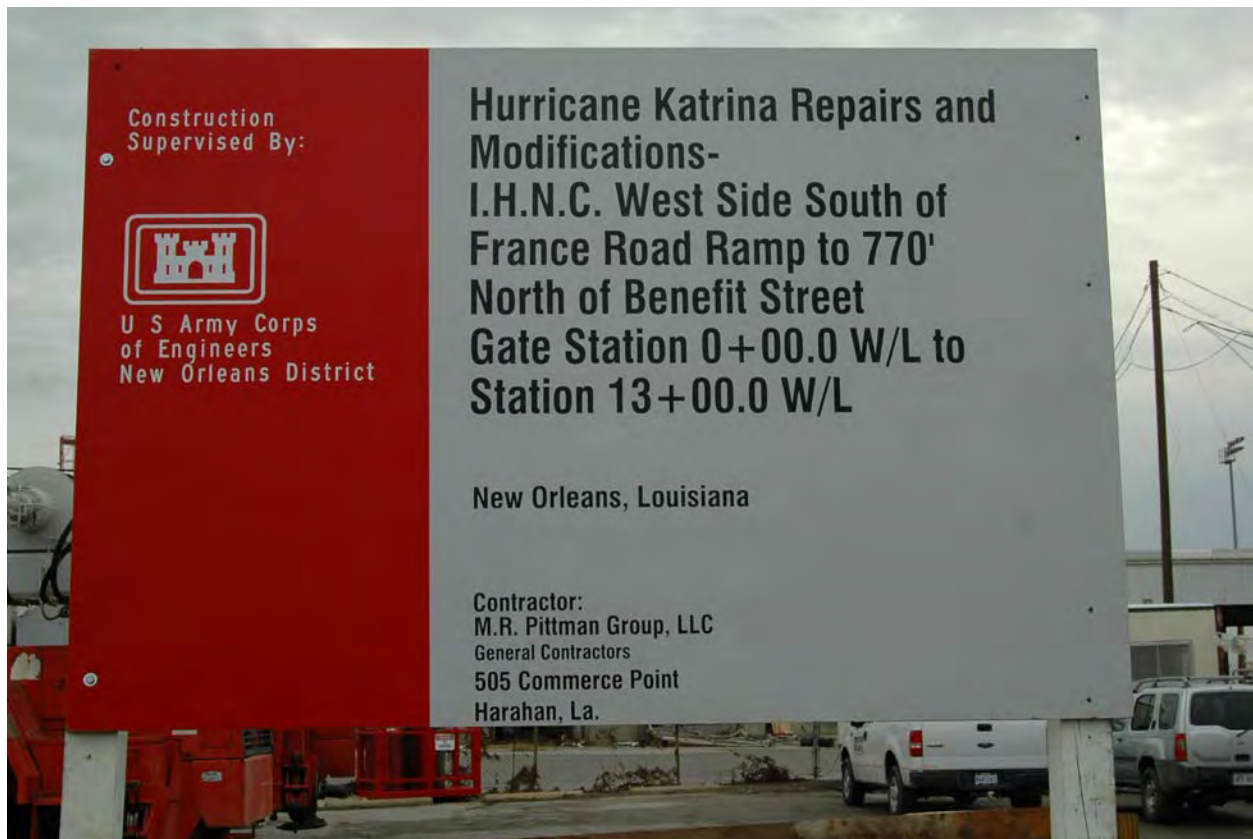 Construction
Supervised By:
U S Army Corps
of Engineers
New Orleans District
Hurricane Katrina Repairs and
Modifications-
I.H.N.C. West Side South of
France Road Ramp to 770'
North of Benefit Street
Gate Station 0+00.0 W/L to
Station 13+00.0 W/L
New Orleans, Louisiana
Contractor:
M.R. Pittman Group, LLC
General Contractors
505 Commerce Point
Harahan, La.